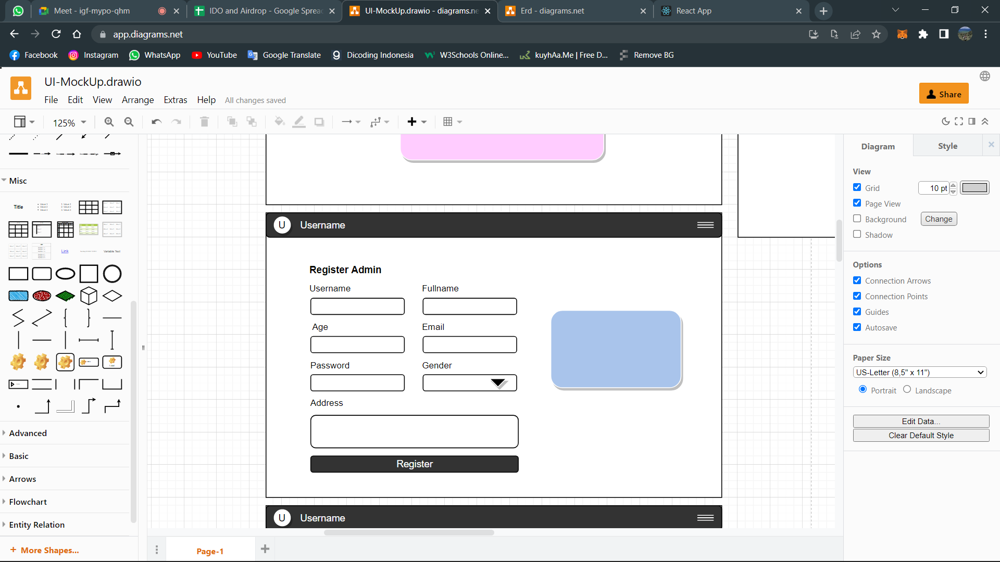 Meet - igf-mypo-qhm
IDO and Airdrop - Google Sprea
UI-MockUp.drawio - diagrams.ne
Erd - diagrams.net
React App
app.diagrams.net
Facebook
Instagram
WhatsApp
YouTube
Google Translate
Dicoding Indonesia
W3Schools Online...
kuyhAa.Me | Free D...
Remove BG
UI-MockUp.drawio
File Edit View Arrange Extras Help All changes saved
Share
125%
Misc
Title
Link
Variable Text
Advanced
Basic
Arrows
Flowchart
Entity Relation
+ More Shapes...
U Username
Register Admin
Username Fullname
Age Email
Password Gender
Address
Register
U Username
Page-1
Diagram Style
View
Grid 10 pt
Page View
Background Change
Shadow
Options
Connection Arrows
Connection Points
Guides
Autosave
Paper Size
US-Letter (8,5" x 11")
Portrait Landscape
Edit Data...
Clear Default Style